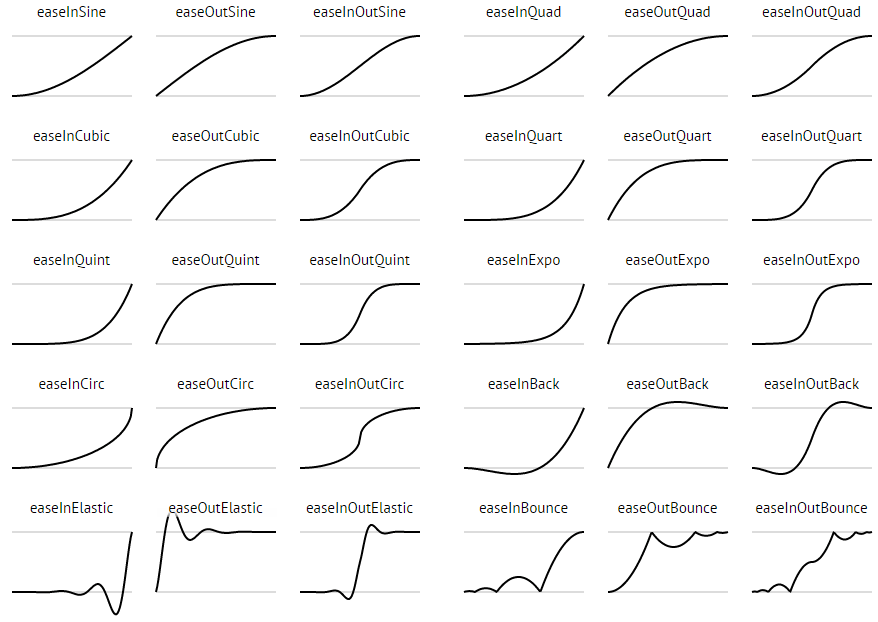 easeInSine easeOutSine easeInOutSine easeInQuad easeOutQuad easeInOutQuad
easeInCubic easeOutCubic easeInOutCubic easeInQuart easeOutQuart easeInOutQuart
easeInQuint easeOutQuint easeInOutQuint easeInExpo easeOutExpo easeInOutExpo
easeInCirc easeOutCirc easeInOutCirc easeInBack easeOutBack easeInOutBack
easeInElastic easeOutElastic easeInOutElastic easeInBounce easeOutBounce easeInOutBounce